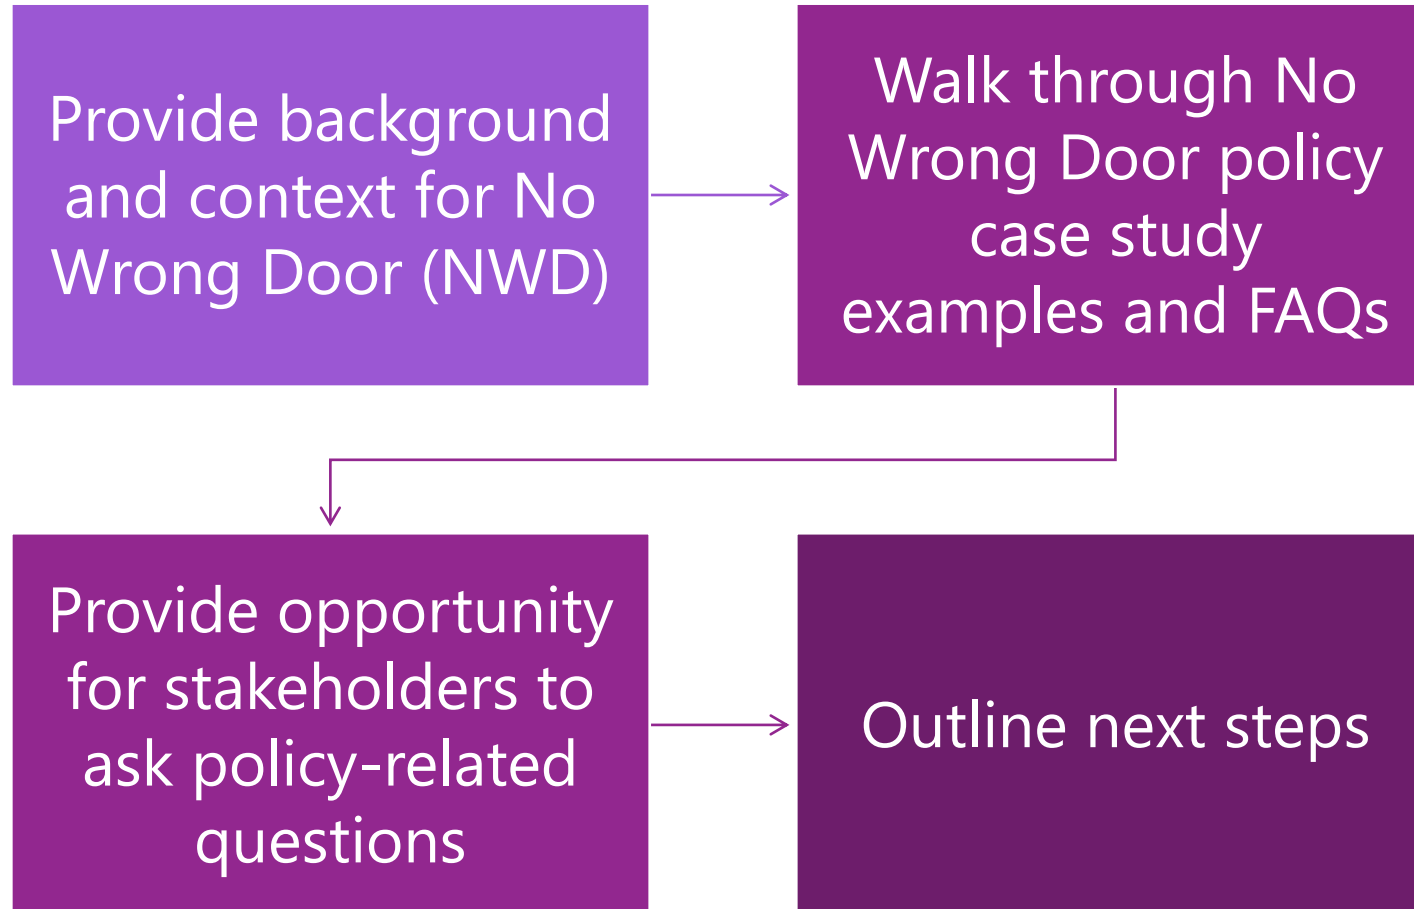 Provide background
and context for No
Wrong Door (NWD)
Walk through No
Wrong Door policy
case study
examples and FAQs
Provide opportunity
for stakeholders to
ask policy-related
questions
Outline next steps